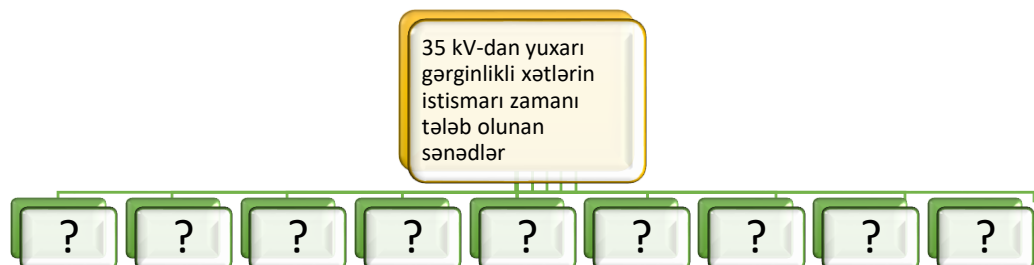 35 kV-dan yuxarı
gərginlikli xətlərin
istismarı zamanı
tələb olunan
sənədlər
? ? ? ? ? ? ? ? ?